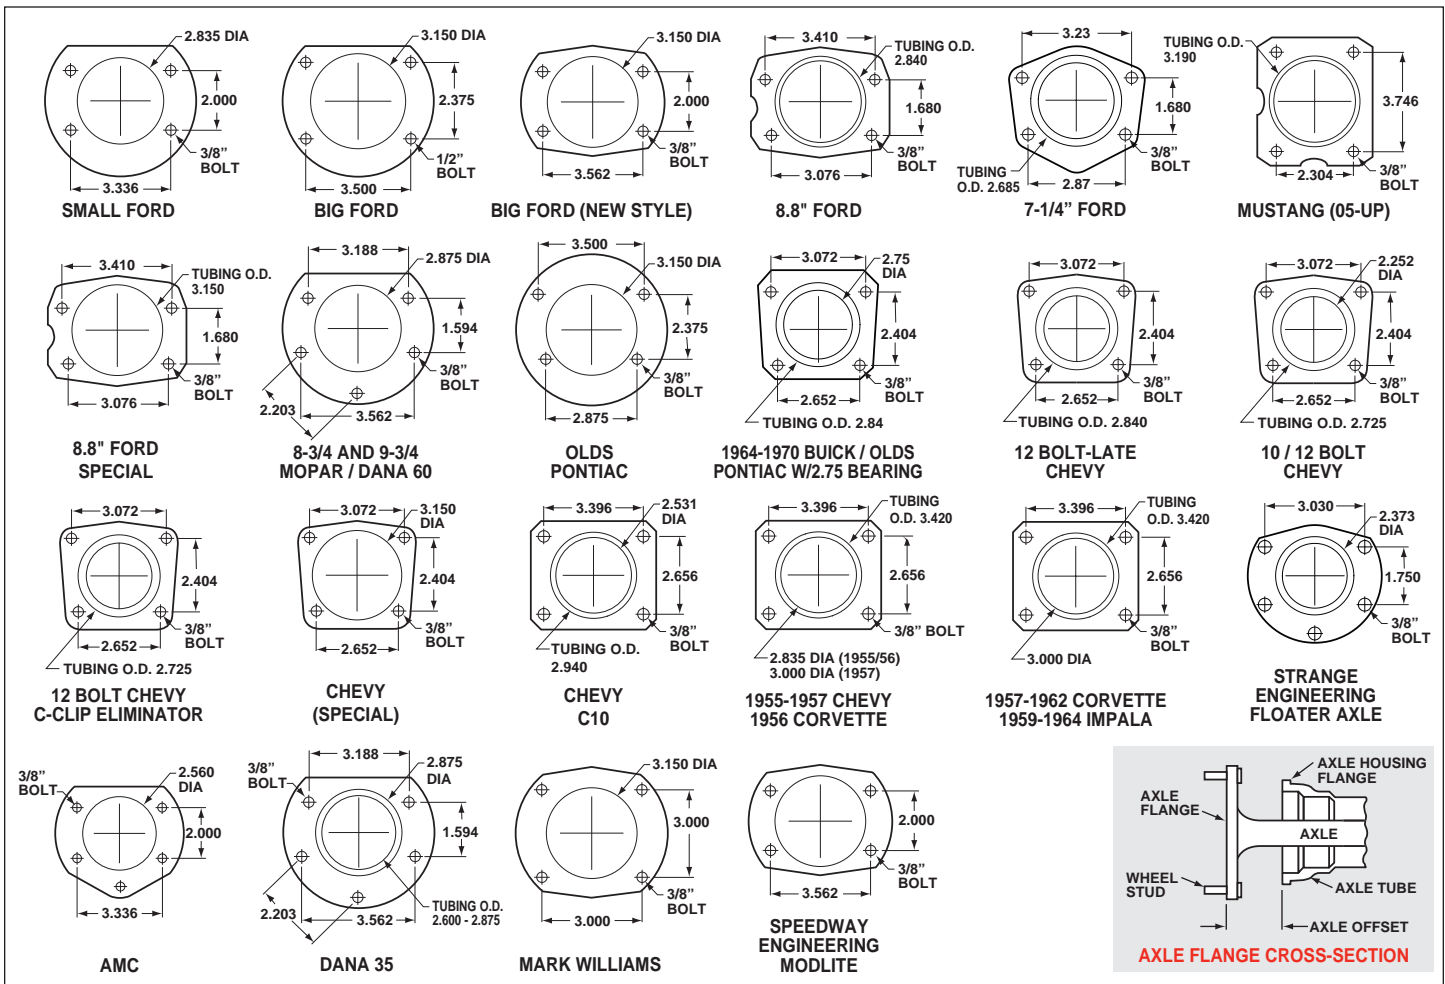 2.835 DIA
2.000
3/8”
BOLT
3.336
SMALL FORD
3.150 DIA
2.375
1/2”
BOLT
3.500
BIG FORD
3.150 DIA
2.000
3/8”
BOLT
3.562
BIG FORD (NEW STYLE)
3.410
TUBING O.D.
2.840
1.680
3/8”
BOLT
3.076
8.8" FORD
3.23
1.680
3/8”
BOLT
TUBING
O.D. 2.685
2.87
7-1/4” FORD
TUBING O.D.
3.190
3.746
2.304
3/8”
BOLT
MUSTANG (05-UP)
3.410
TUBING O.D.
3.150
1.680
3/8”
BOLT
3.076
8.8" FORD
SPECIAL
3.188
2.875 DIA
1.594
3/8”
BOLT
2.203
3.562
8-3/4 AND 9-3/4
MOPAR / DANA 60
3.500
3.150 DIA
2.375
3/8”
BOLT
2.875
OLDS
PONTIAC
3.072
2.75
DIA
2.404
3/8”
BOLT
2.652
TUBING O.D. 2.84
1964-1970 BUICK / OLDS
PONTIAC W/2.75 BEARING
3.072
2.404
3/8”
BOLT
2.652
TUBING O.D. 2.840
12 BOLT-LATE
CHEVY
3.072
2.252
DIA
2.404
3/8”
BOLT
2.652
TUBING O.D. 2.725
10 / 12 BOLT
CHEVY
3.072
2.404
3/8”
BOLT
2.652
TUBING O.D. 2.725
12 BOLT CHEVY
C-CLIP ELIMINATOR
3.072
3.150
DIA
2.404
3/8”
BOLT
2.652
CHEVY
(SPECIAL)
3.396
2.531
DIA
2.656
3/8”
BOLT
TUBING O.D.
2.940
CHEVY
C10
3.396
TUBING
O.D. 3.420
2.656
3/8” BOLT
2.835 DIA (1955/56)
3.000 DIA (1957)
1955-1957 CHEVY
1956 CORVETTE
3.396
TUBING
O.D. 3.420
2.656
3/8”
BOLT
3.000 DIA
1957-1962 CORVETTE
1959-1964 IMPALA
3.030
2.373
DIA
1.750
3/8”
BOLT
STRANGE
ENGINEERING
FLOATER AXLE
3/8”
BOLT
2.560
DIA
2.000
3.336
AMC
3/8”
BOLT
3.188
2.875
DIA
1.594
2.203
3.562
TUBING O.D.
2.600 - 2.875
DANA 35
3.150 DIA
3.000
3/8”
BOLT
3.000
MARK WILLIAMS
3.150 DIA
2.000
3/8”
BOLT
3.562
SPEEDWAY
ENGINEERING
MODLITE
AXLE HOUSING
FLANGE
AXLE
FLANGE
AXLE
WHEEL
STUD
AXLE TUBE
AXLE OFFSET
AXLE FLANGE CROSS-SECTION